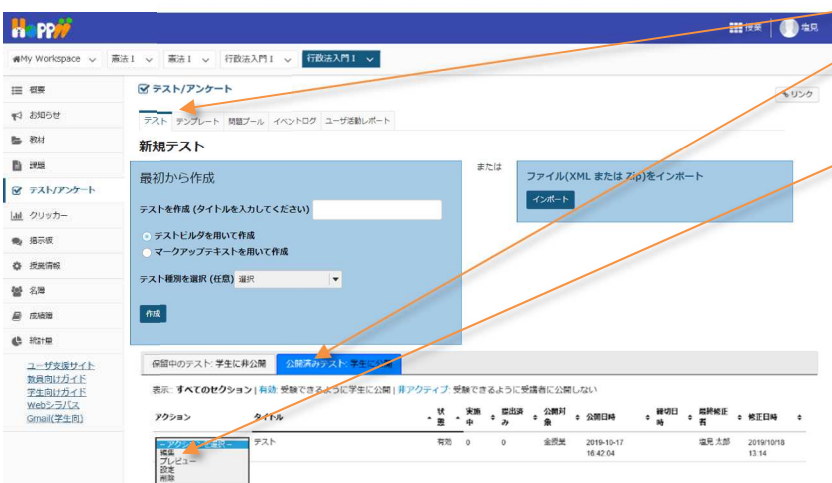 HoPPii 授業 塩見
My Workspace 憲法 I 憲法 I 行政法入門 I 行政法入門 I
概要
お知らせ
教材
課題
テスト/アンケート
クリッカー
掲示板
授業情報
名簿
成績簿
統計量
ユーザ支援サイト
教員向けガイド
学生向けガイド
Webシラバス
Gmail(学生向)
テスト/アンケート
リンク
テスト テンプレート 問題プール イベントログ ユーザ活動レポート
新規テスト
最初から作成
テストを作成 (タイトルを入力してください)
テストビルダを用いて作成
マークアップテキストを用いて作成
テスト種別を選択 (任意) 選択
作成
または
ファイル(XML または Zip)をインポート
インポート
保留中のテスト: 学生に非公開 公開済みテスト: 学生に公開
表示: すべてのセクション | 有効: 受験できるように学生に公開 | 非アクティブ: 受験できるように受講者に公開しない
アクション タイトル 状態 実施中 提出済み 公開対象 公開日時 締切日時 最終修正者 修正日時
編集
プレビュー
設定
削除
テスト 有効 0 0 全授業 2019-10-17 16:42:04 塩見 太郎 2019/10/18 13:14